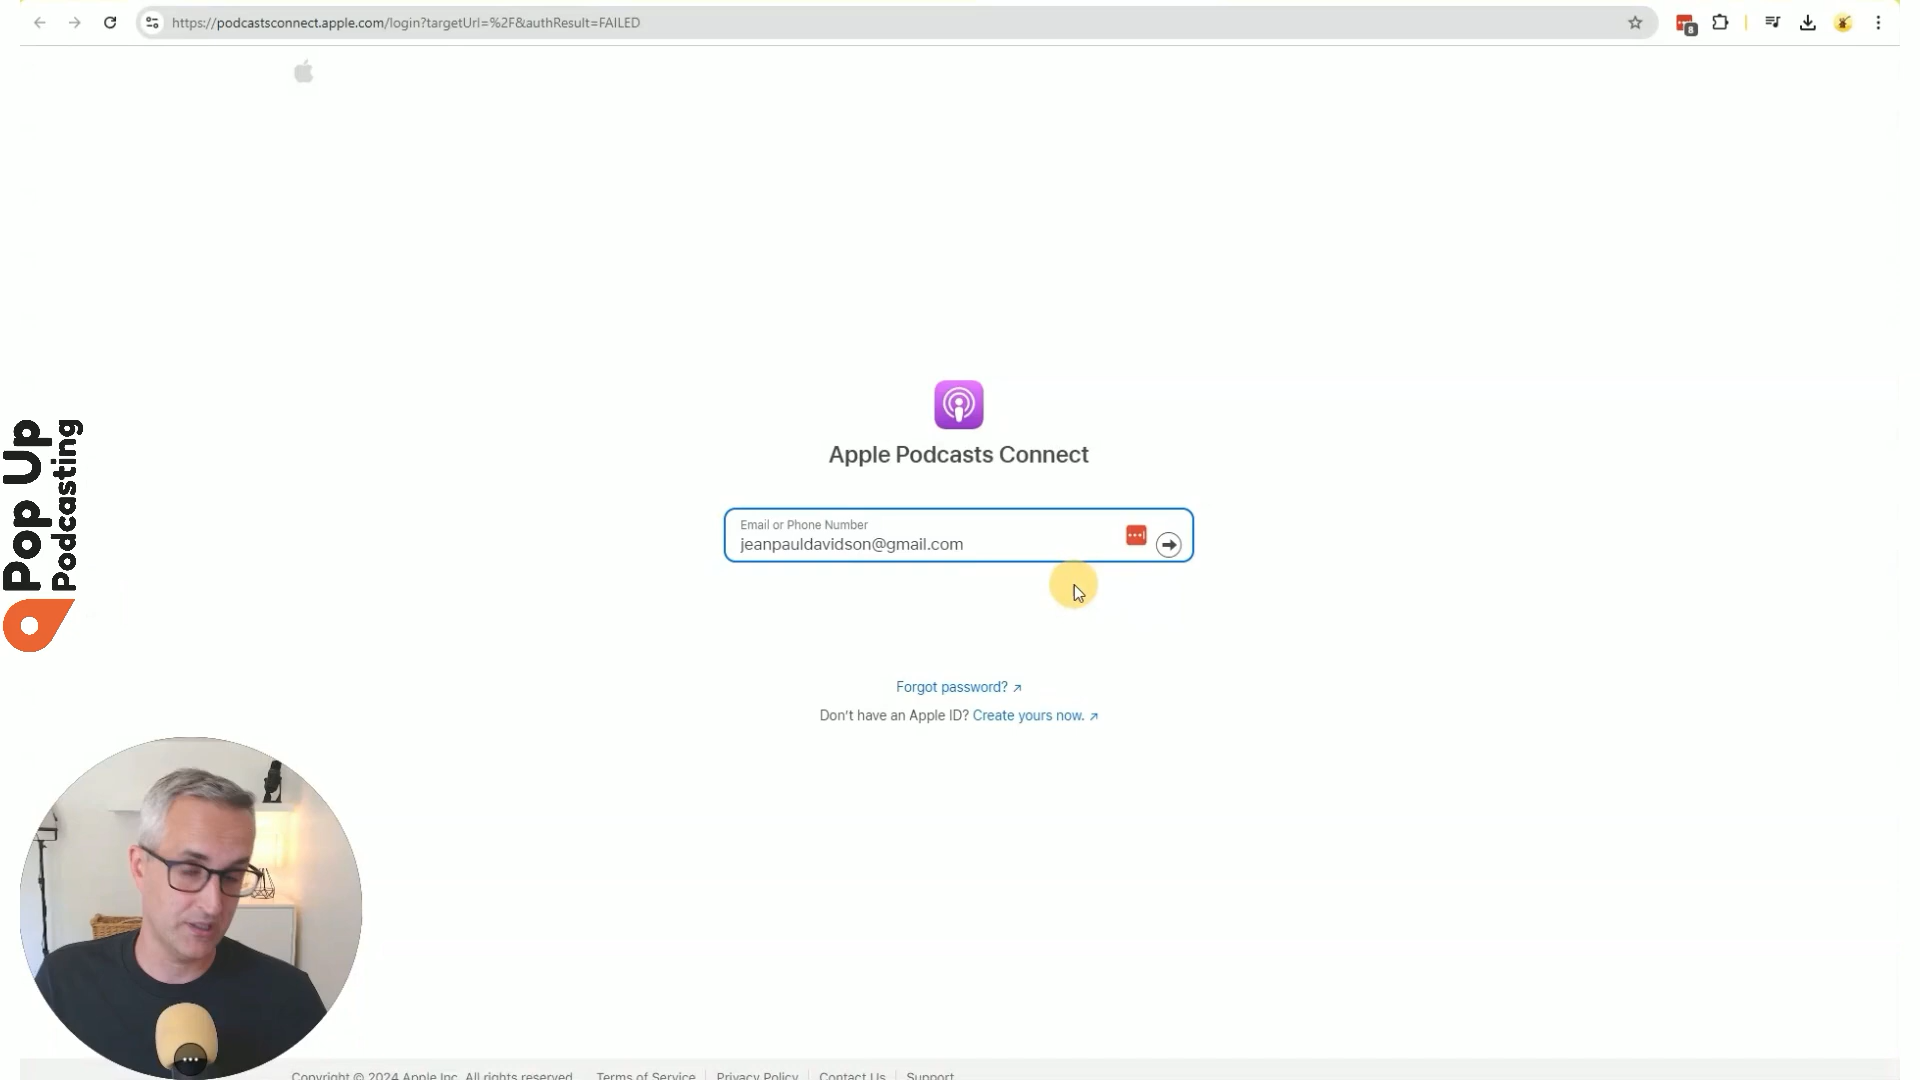 https://podcastsconnect.apple.com/login?targetUrl=%2F&authResult=FAILED
8
Pop Up
Podcasting
Apple Podcasts Connect
Email or Phone Number
jeanpauldavidson@gmail.com
Forgot password? ↗
Don't have an Apple ID? Create yours now. ↗
Copyright © 2024 Apple Inc. All rights reserved. Terms of Service Privacy Policy Contact Us Support